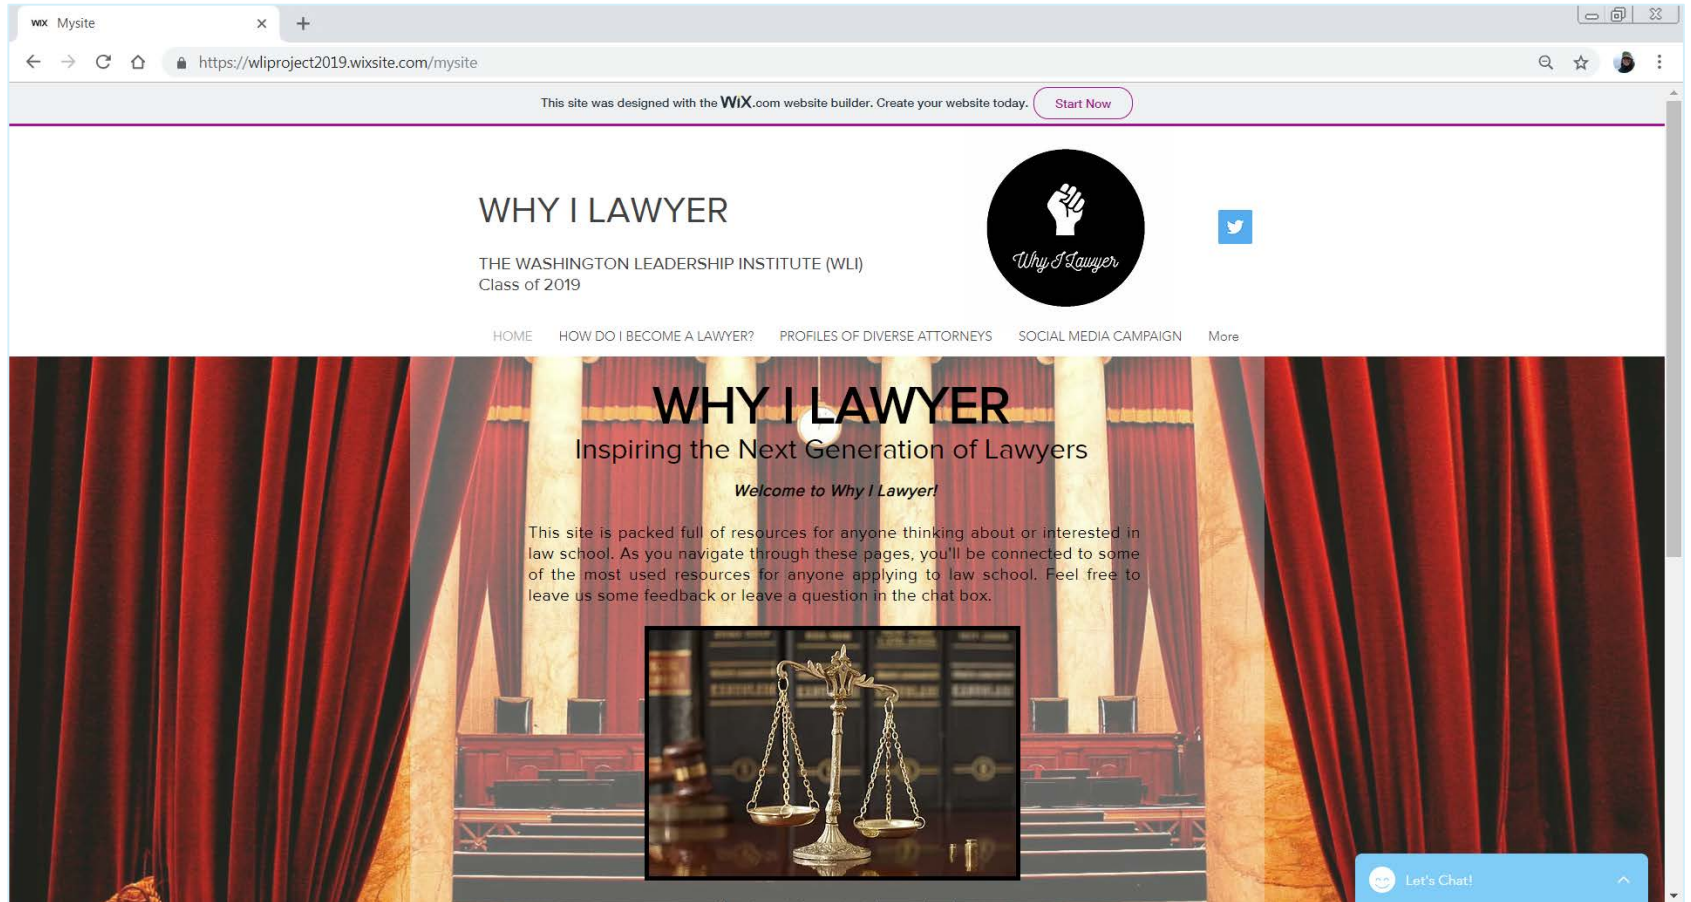 WiX Mysite
https://wliproject2019.wixsite.com/mysite
This site was designed with the WiX.com website builder. Create your website today. Start Now
WHY I LAWYER
THE WASHINGTON LEADERSHIP INSTITUTE (WLI)
Class of 2019
Why I Lawyer
HOME HOW DO I BECOME A LAWYER? PROFILES OF DIVERSE ATTORNEYS SOCIAL MEDIA CAMPAIGN More
WHY I LAWYER
Inspiring the Next Generation of Lawyers
Welcome to Why I Lawyer!
This site is packed full of resources for anyone thinking about or interested in
law school. As you navigate through these pages, you'll be connected to some
of the most used resources for anyone applying to law school. Feel free to
leave us some feedback or leave a question in the chat box.
Let's Chat!